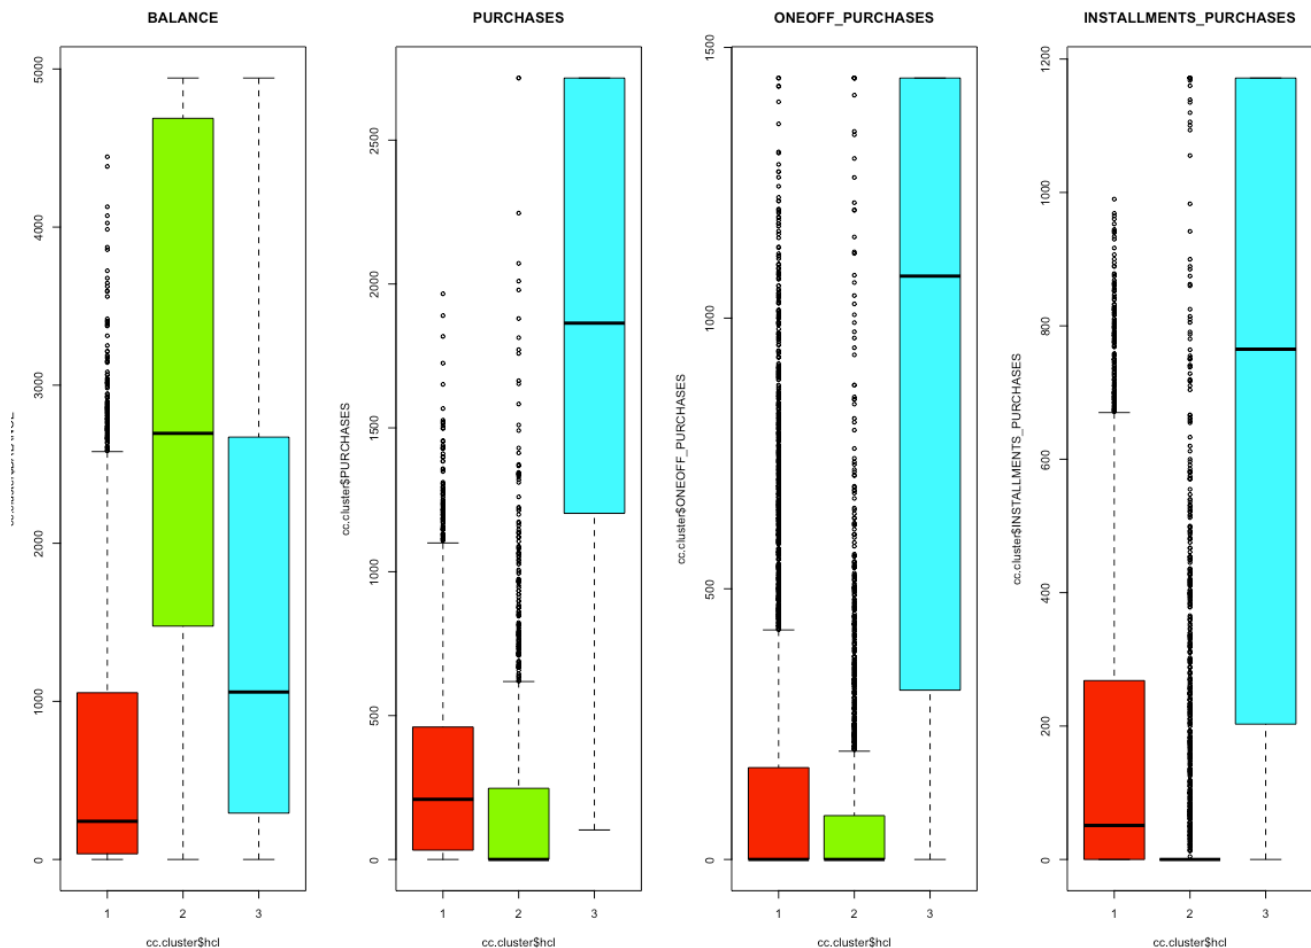 BALANCE
0 1000 2000 3000 4000 5000
1 2 3
cc.cluster$hcl
PURCHASES
cc.cluster$PURCHASES
0 500 1000 1500 2000 2500
1 2 3
cc.cluster$hcl
ONEOFF_PURCHASES
cc.cluster$ONEOFF_PURCHASES
0 500 1000 1500
1 2 3
cc.cluster$hcl
INSTALLMENTS_PURCHASES
cc.cluster$INSTALLMENTS_PURCHASES
0 200 400 600 800 1000 1200
1 2 3
cc.cluster$hcl